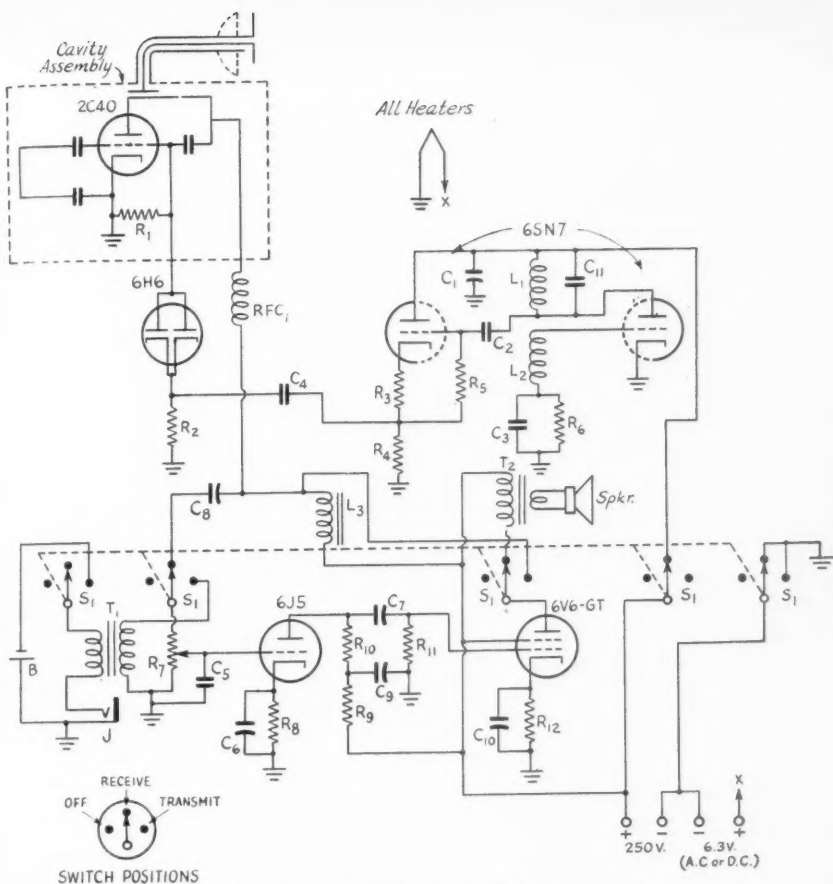 Cavity
Assembly
2C40
R1
All Heaters
X
6H6
RFC1
6SN7
C1
L1
C11
C2
L2
R3
R5
C4
R2
R4
C3
R6
T2
Spkr.
C8
L3
S1
S1
S1
S1
S1
T1
B
R7
J
C5
6J5
C6
R8
R10
C7
C9
R11
R9
6V6-GT
C10
R12
RECEIVE
OFF
TRANSMIT
SWITCH POSITIONS
X
+ - - +
250V. 6.3V.
(A.C or D.C.)